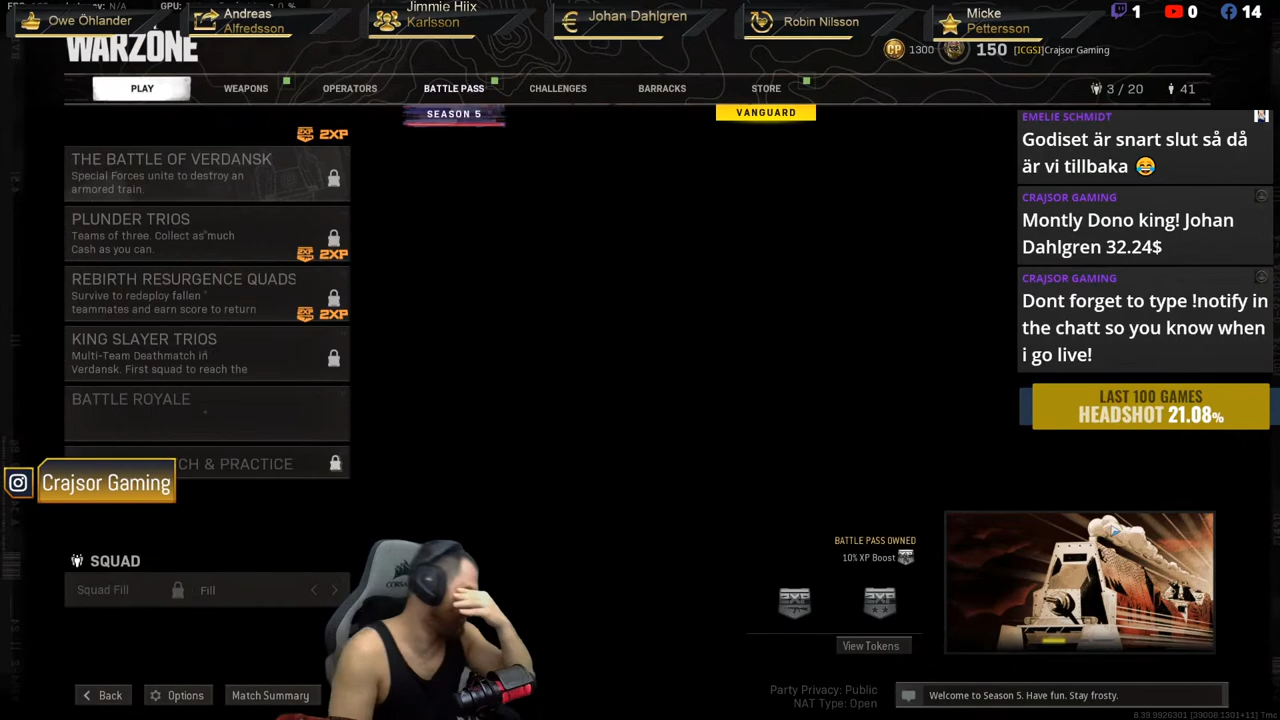 Owe Öhlander
Andreas
Alfredsson
Jimmie Hiix
Karlsson
Johan Dahlgren
Robin Nilsson
Micke
Pettersson
1
0
14
WARZONE
1300
150
[ICGSI]Crajsor Gaming
PLAY
WEAPONS
OPERATORS
BATTLE PASS
CHALLENGES
BARRACKS
STORE
3 / 20
41
SEASON 5
VANGUARD
2XP
THE BATTLE OF VERDANSK
Special Forces unite to destroy an
armored train.
PLUNDER TRIOS
Teams of three. Collect as much
Cash as you can.
2XP
REBIRTH RESURGENCE QUADS
Survive to redeploy fallen
teammates and earn score to return
2XP
KING SLAYER TRIOS
Multi-Team Deathmatch in
Verdansk. First squad to reach the
BATTLE ROYALE
CH & PRACTICE
Crajsor Gaming
EMELIE SCHMIDT
Godiset är snart slut så då
är vi tillbaka 😂
CRAJSOR GAMING
Montly Dono king! Johan
Dahlgren 32.24$
CRAJSOR GAMING
Dont forget to type !notify in
the chatt so you know when
i go live!
LAST 100 GAMES
HEADSHOT 21.08%
SQUAD
Squad Fill
Fill
BATTLE PASS OWNED
10% XP Boost
View Tokens
Back
Options
Match Summary
Party Privacy: Public
NAT Type: Open
Welcome to Season 5. Have fun. Stay frosty.